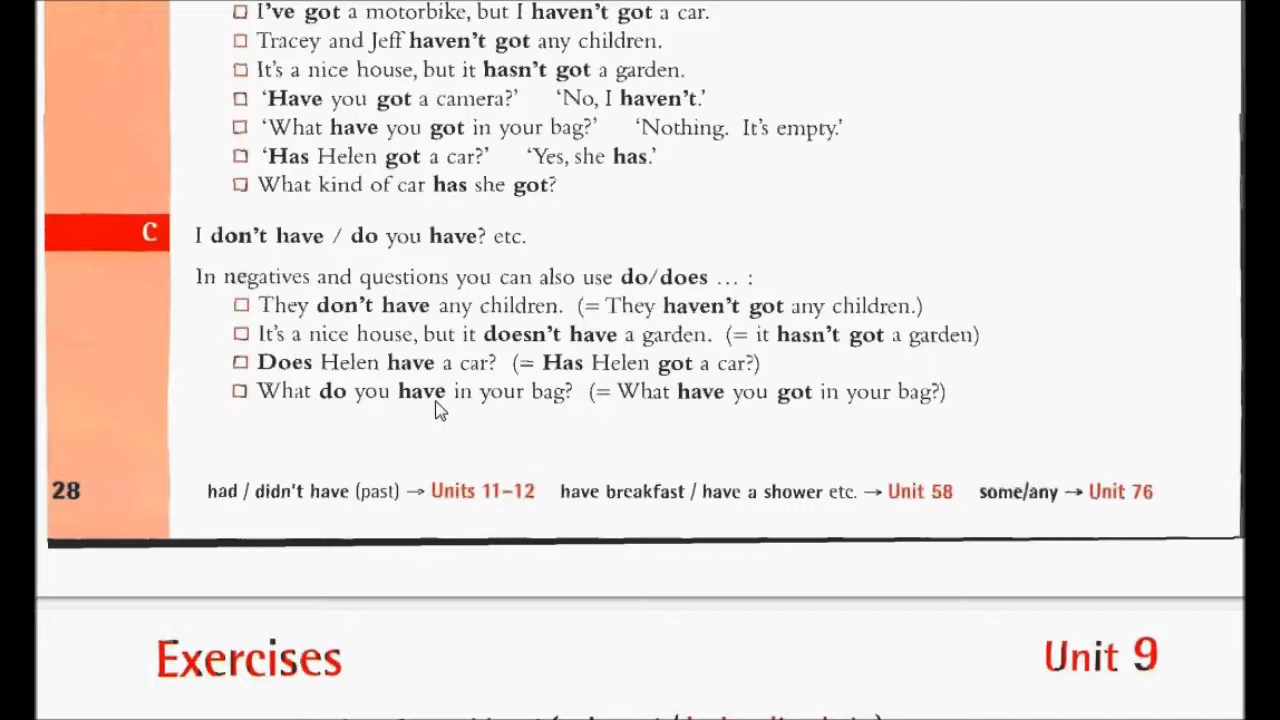 I've got a motorbike, but I haven't got a car.
Tracey and Jeff haven't got any children.
It's a nice house, but it hasn't got a garden.
'Have you got a camera?' 'No, I haven't.'
'What have you got in your bag?' 'Nothing. It's empty.'
'Has Helen got a car?' 'Yes, she has.'
What kind of car has she got?
C I don't have / do you have? etc.
In negatives and questions you can also use do/does ... :
They don't have any children. (= They haven't got any children.)
It's a nice house, but it doesn't have a garden. (= it hasn't got a garden)
Does Helen have a car? (= Has Helen got a car?)
What do you have in your bag? (= What have you got in your bag?)
28 had / didn't have (past) → Units 11–12 have breakfast / have a shower etc. → Unit 58 some/any → Unit 76
Exercises Unit 9